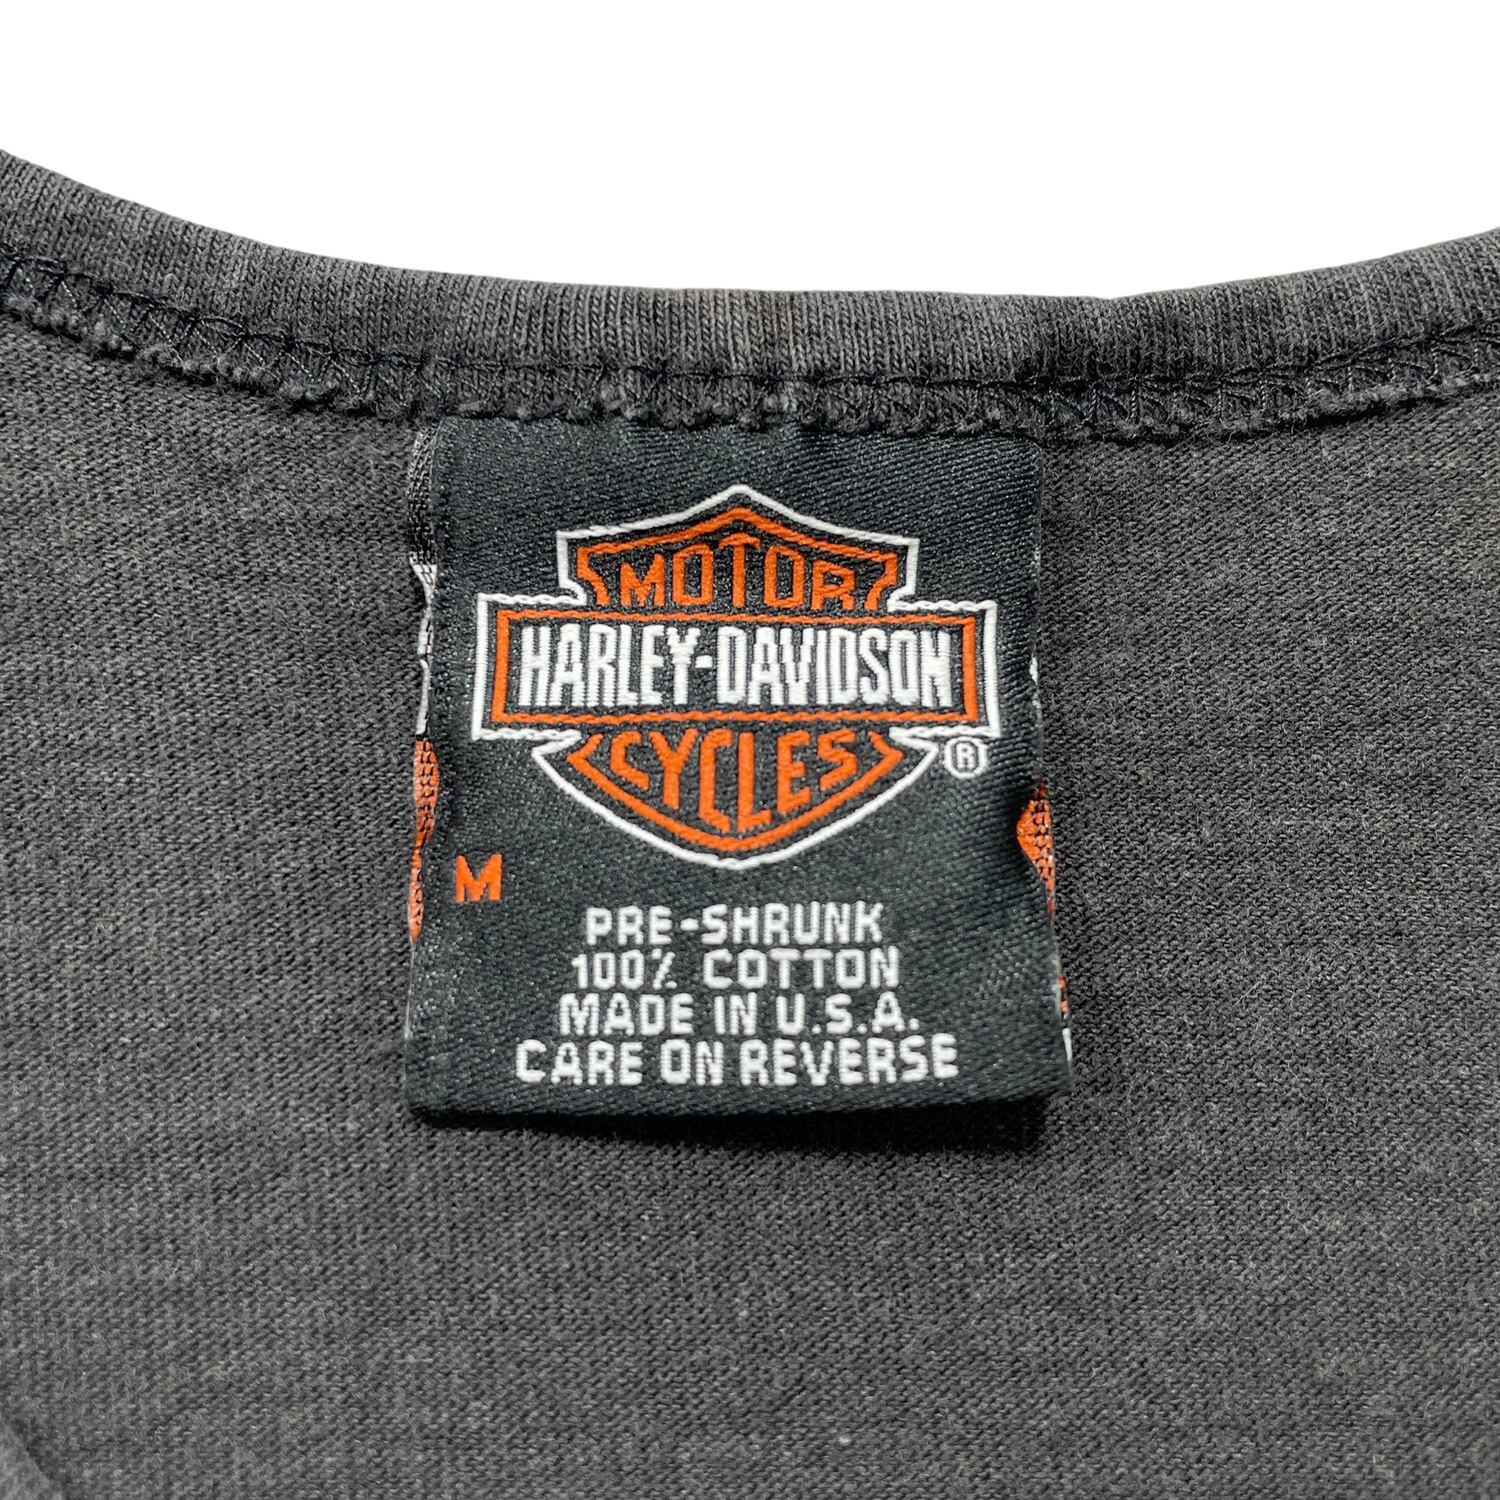 MOTOR
HARLEY-DAVIDSON
CYCLES
®
M
PRE-SHRUNK
100% COTTON
MADE IN U.S.A.
CARE ON REVERSE